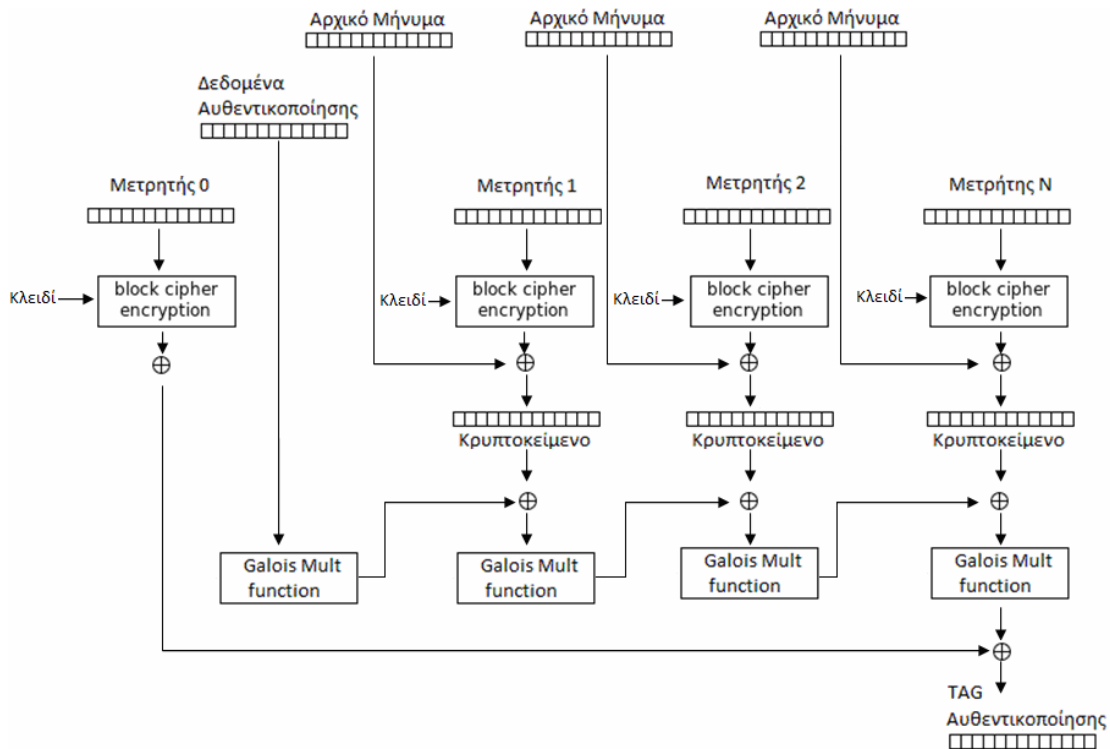 Αρχικό Μήνυμα
Αρχικό Μήνυμα
Αρχικό Μήνυμα
Δεδομένα
Αυθεντικοποίησης
Μετρητής 0
Μετρητής 1
Μετρητής 2
Μετρήτης Ν
Κλειδί
block cipher
encryption
Κλειδί
block cipher
encryption
Κλειδί
block cipher
encryption
Κλειδί
block cipher
encryption
Κρυπτοκείμενο
Κρυπτοκείμενο
Κρυπτοκείμενο
Galois Mult
function
Galois Mult
function
Galois Mult
function
Galois Mult
function
TAG
Αυθεντικοποίησης